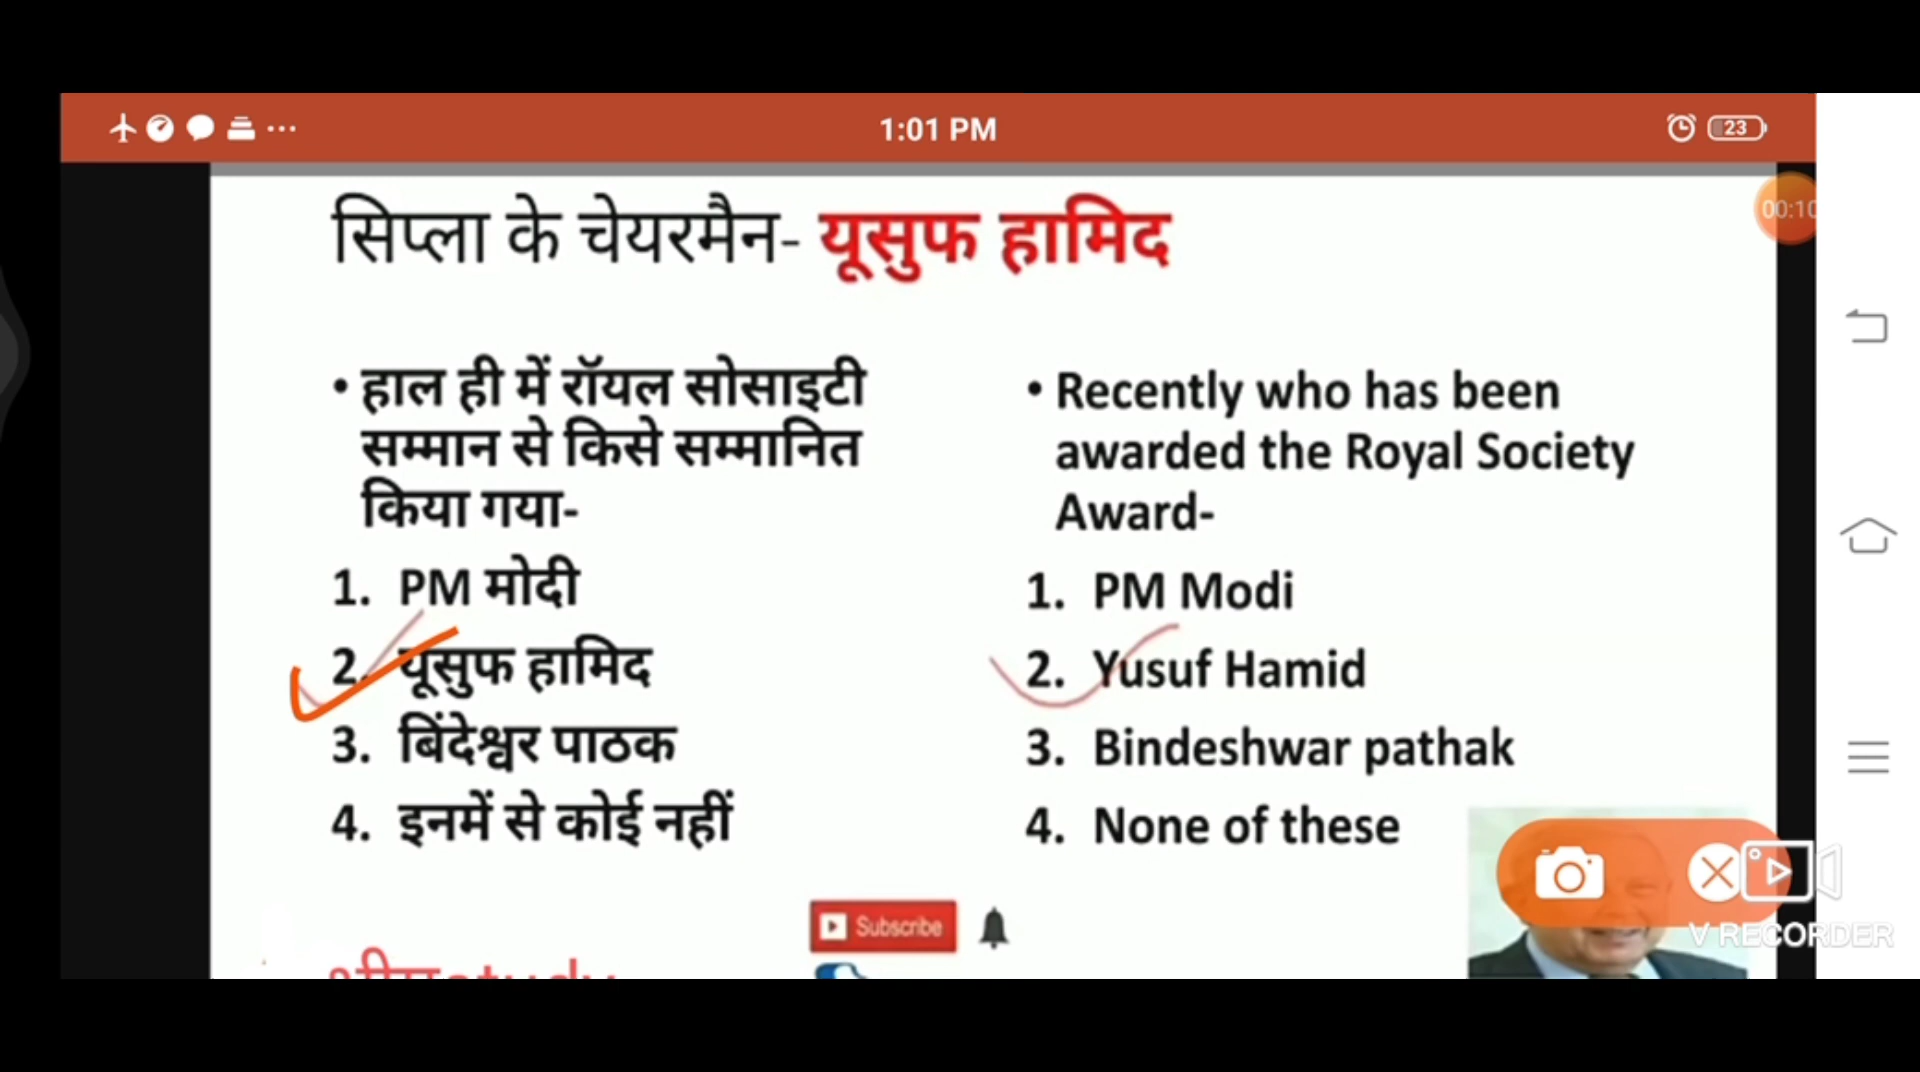 1:01 PM
23
00:10
सिप्ला के चेयरमैन- यूसुफ हामिद
• हाल ही में रॉयल सोसाइटी
सम्मान से किसे सम्मानित
किया गया-
1. PM मोदी
2. यूसुफ हामिद
3. बिंदेश्वर पाठक
4. इनमें से कोई नहीं
• Recently who has been
awarded the Royal Society
Award-
1. PM Modi
2. Yusuf Hamid
3. Bindeshwar pathak
4. None of these
Subscribe
V RECORDER